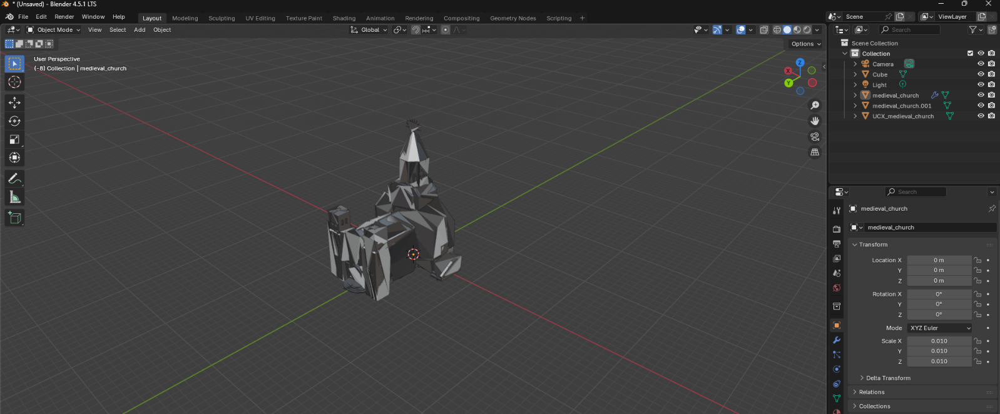 * (Unsaved) - Blender 4.5.1 LTS
File Edit Render Window Help
Layout Modeling Sculpting UV Editing Texture Paint Shading Animation Rendering Compositing Geometry Nodes Scripting +
Scene
ViewLayer
Object Mode View Select Add Object
Global
Search
Options
User Perspective
(-8) Collection | medieval_church
Z
X
Y
Scene Collection
Collection
Camera
Cube
Light
medieval_church
medieval_church.001
UCX_medieval_church
Search
medieval_church
medieval_church
Transform
Location X 0 m
Y 0 m
Z 0 m
Rotation X 0°
Y 0°
Z 0°
Mode XYZ Euler
Scale X 0.010
Y 0.010
Z 0.010
Delta Transform
Relations
Collections